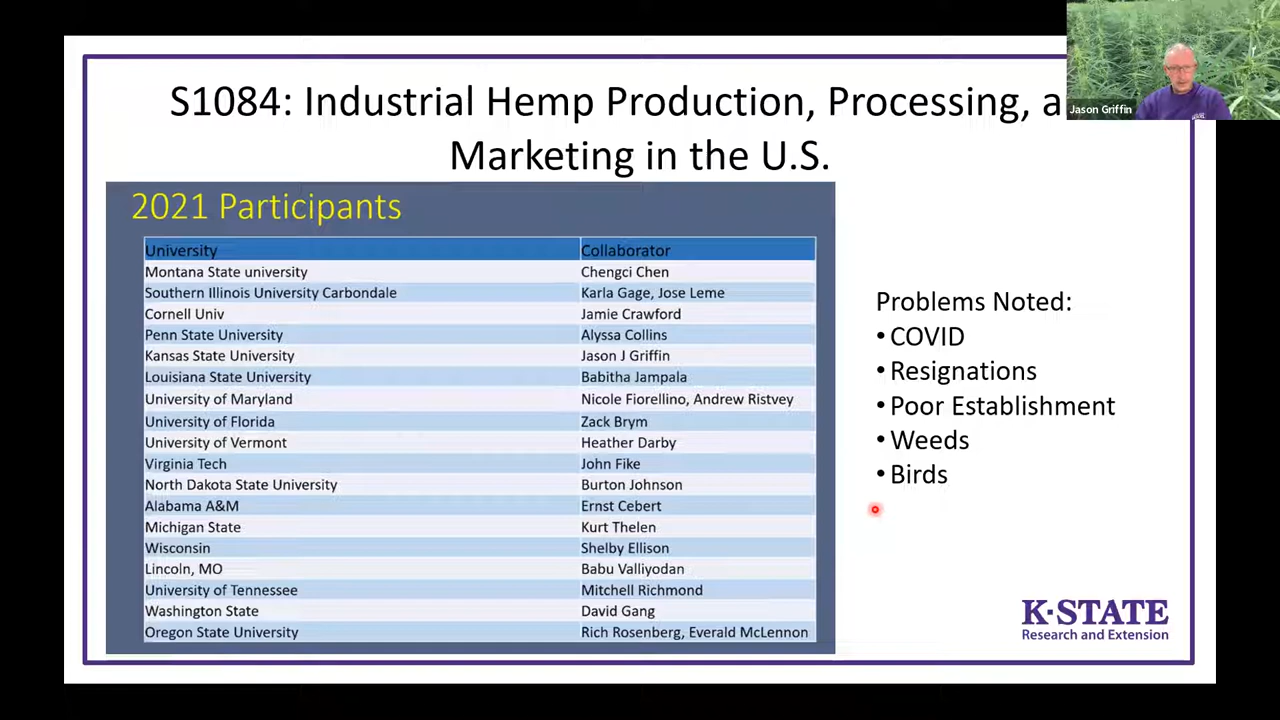 S1084: Industrial Hemp Production, Processing, a
Marketing in the U.S.
Jason Griffin
2021 Participants
University Collaborator
Montana State university Chengci Chen
Southern Illinois University Carbondale Karla Gage, Jose Leme
Cornell Univ Jamie Crawford
Penn State University Alyssa Collins
Kansas State University Jason J Griffin
Louisiana State University Babitha Jampala
University of Maryland Nicole Fiorellino, Andrew Ristvey
University of Florida Zack Brym
University of Vermont Heather Darby
Virginia Tech John Fike
North Dakota State University Burton Johnson
Alabama A&M Ernst Cebert
Michigan State Kurt Thelen
Wisconsin Shelby Ellison
Lincoln, MO Babu Valliyodan
University of Tennessee Mitchell Richmond
Washington State David Gang
Oregon State University Rich Rosenberg, Everald McLennon
Problems Noted:
• COVID
• Resignations
• Poor Establishment
• Weeds
• Birds
K-STATE
Research and Extension